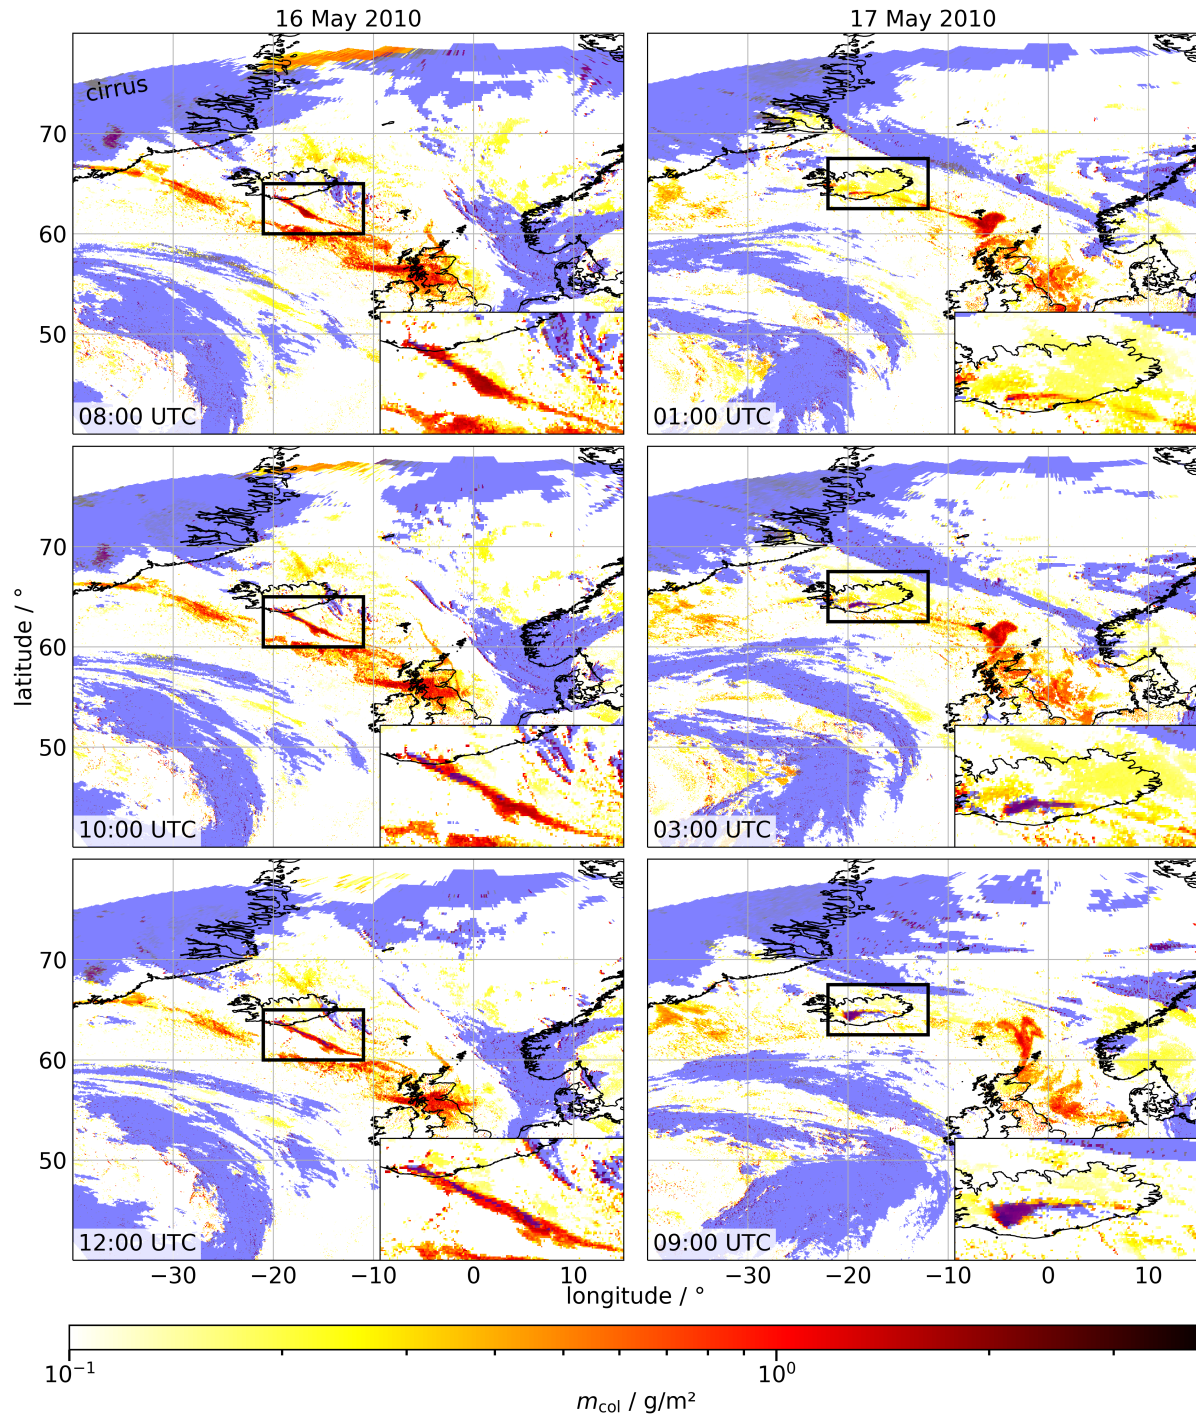 16 May 2010
17 May 2010
cirrus
70
60
50
08:00 UTC
01:00 UTC
latitude / °
70
60
50
10:00 UTC
03:00 UTC
70
60
50
12:00 UTC
09:00 UTC
−30 −20 −10 0 10
−30 −20 −10 0 10
longitude / °
10⁻¹ 10⁰
m_col / g/m²